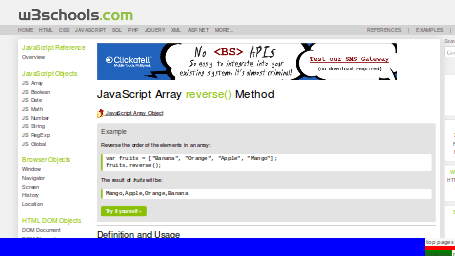 w3schools.com
HOME HTML CSS JAVASCRIPT SQL PHP JQUERY XML ASP.NET MORE... REFERENCES | EXAMPLES |
JavaScript Reference
Overview
JavaScript Objects
JS Array
JS Boolean
JS Date
JS Math
JS Number
JS String
JS RegExp
JS Global
Browser Objects
Window
Navigator
Screen
History
Location
HTML DOM Objects
DOM Document
Clickatell
No <BS> APIs
So easy to integrate into your
existing system it's almost criminal!
Test our SMS Gateway
(no download required)
JavaScript Array reverse() Method
JavaScript Array Object
Example
Reverse the order of the elements in an array:
var fruits = ["Banana", "Orange", "Apple", "Mango"];
fruits.reverse();
The result of fruits will be:
Mango,Apple,Orange,Banana
Try it yourself »
Definition and Usage
top pages